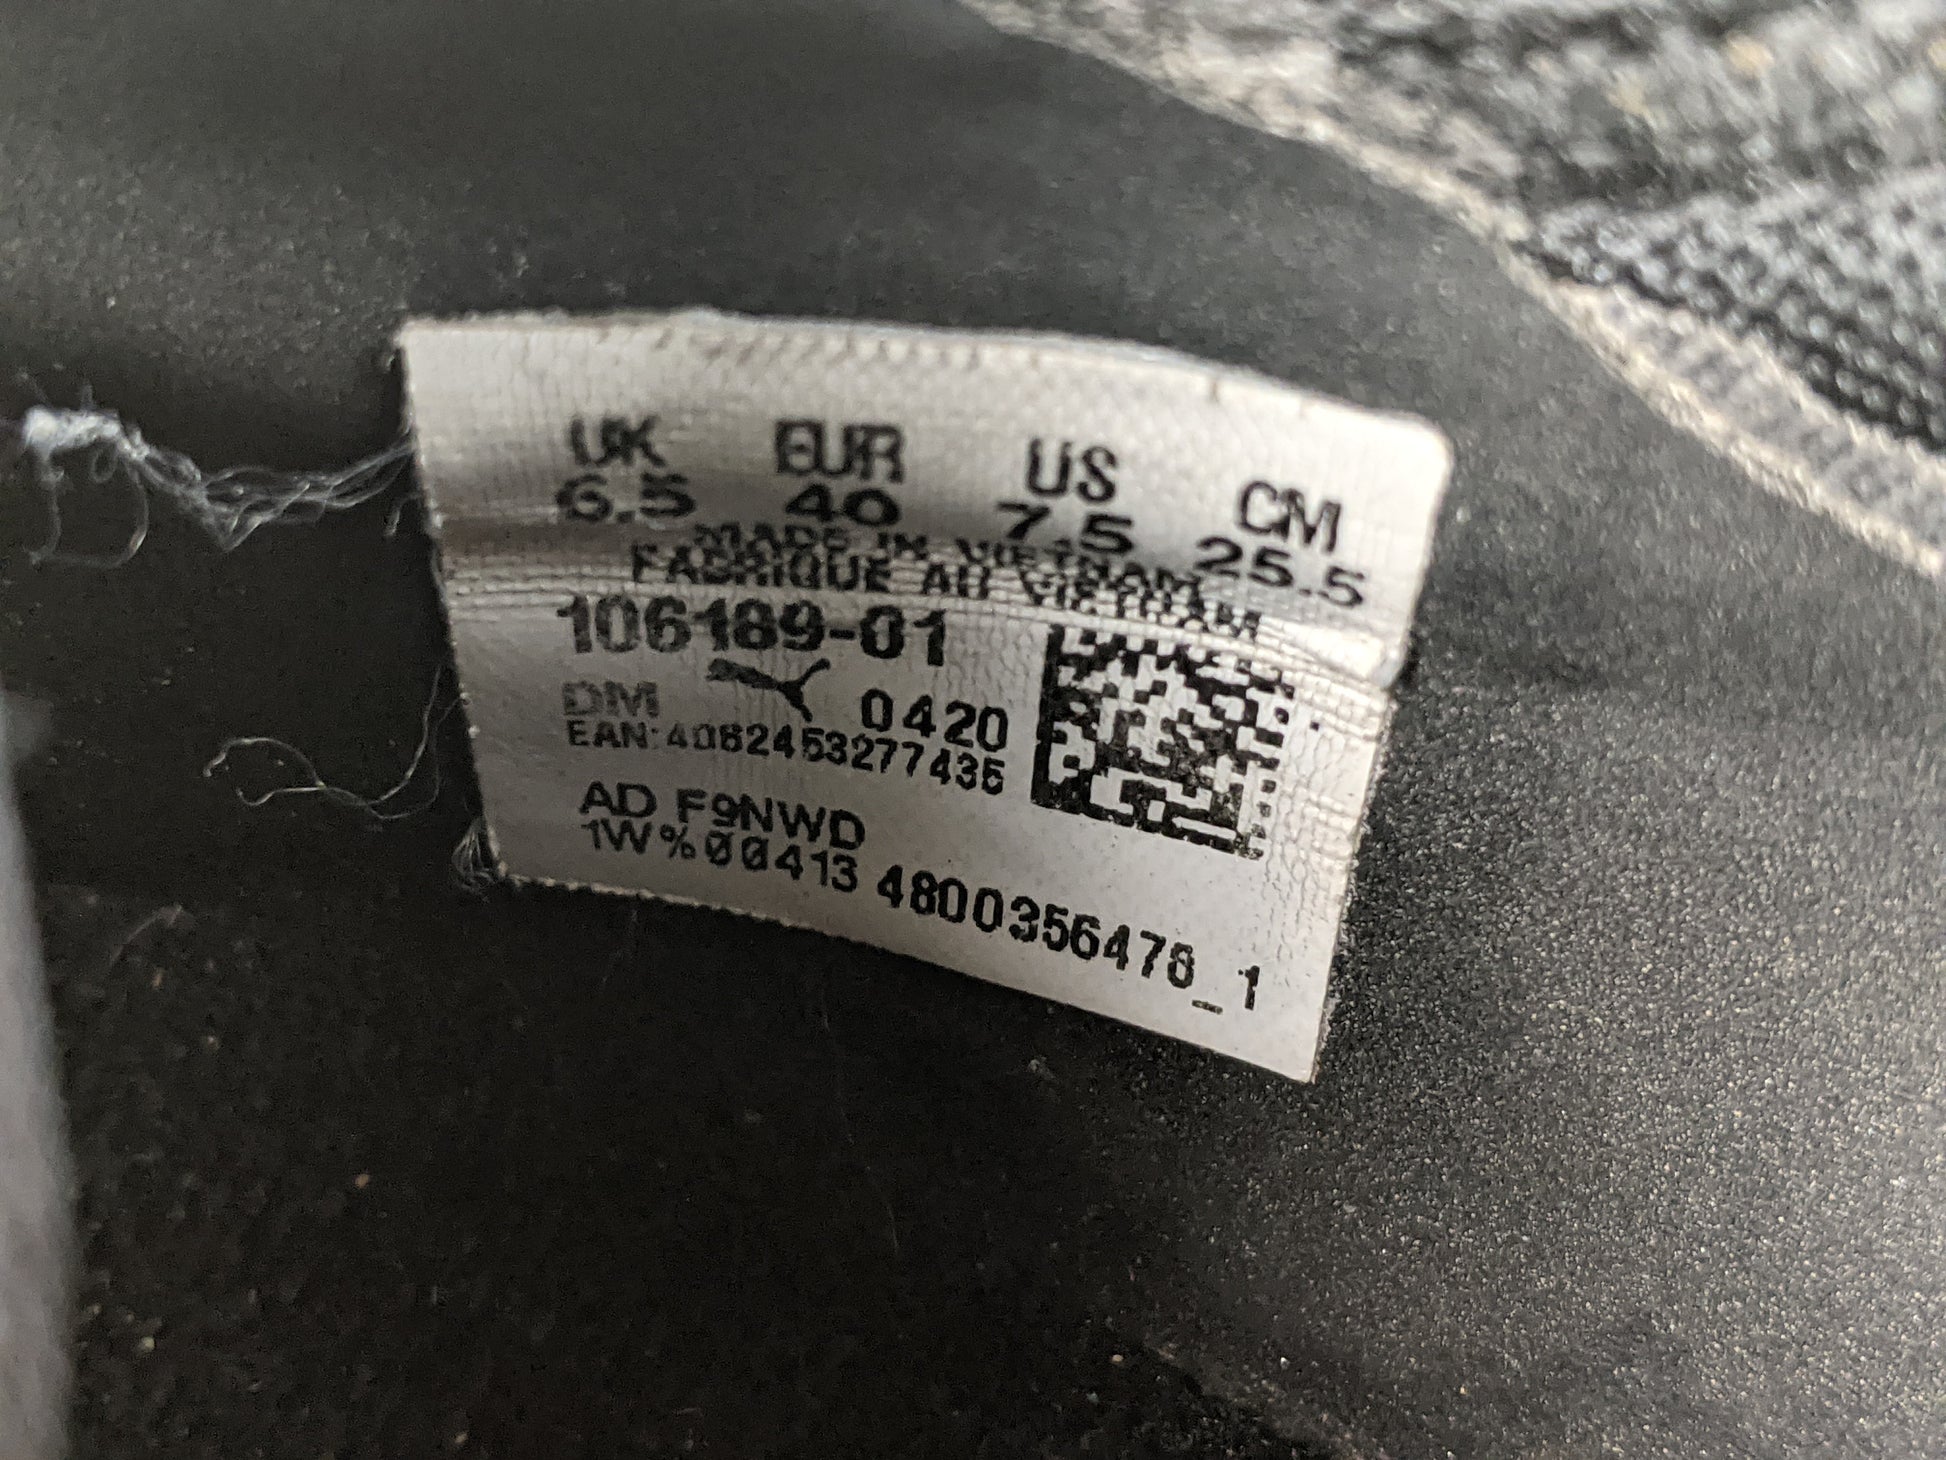 UK EUR US CM
6.5 40 7.5 25.5
MADE IN VIETNAM
FABRIQUE AU VIETNAM
106189-01
DM 0420
EAN:4062453277435
AD F9NWD
1W%00413 4800356476_1